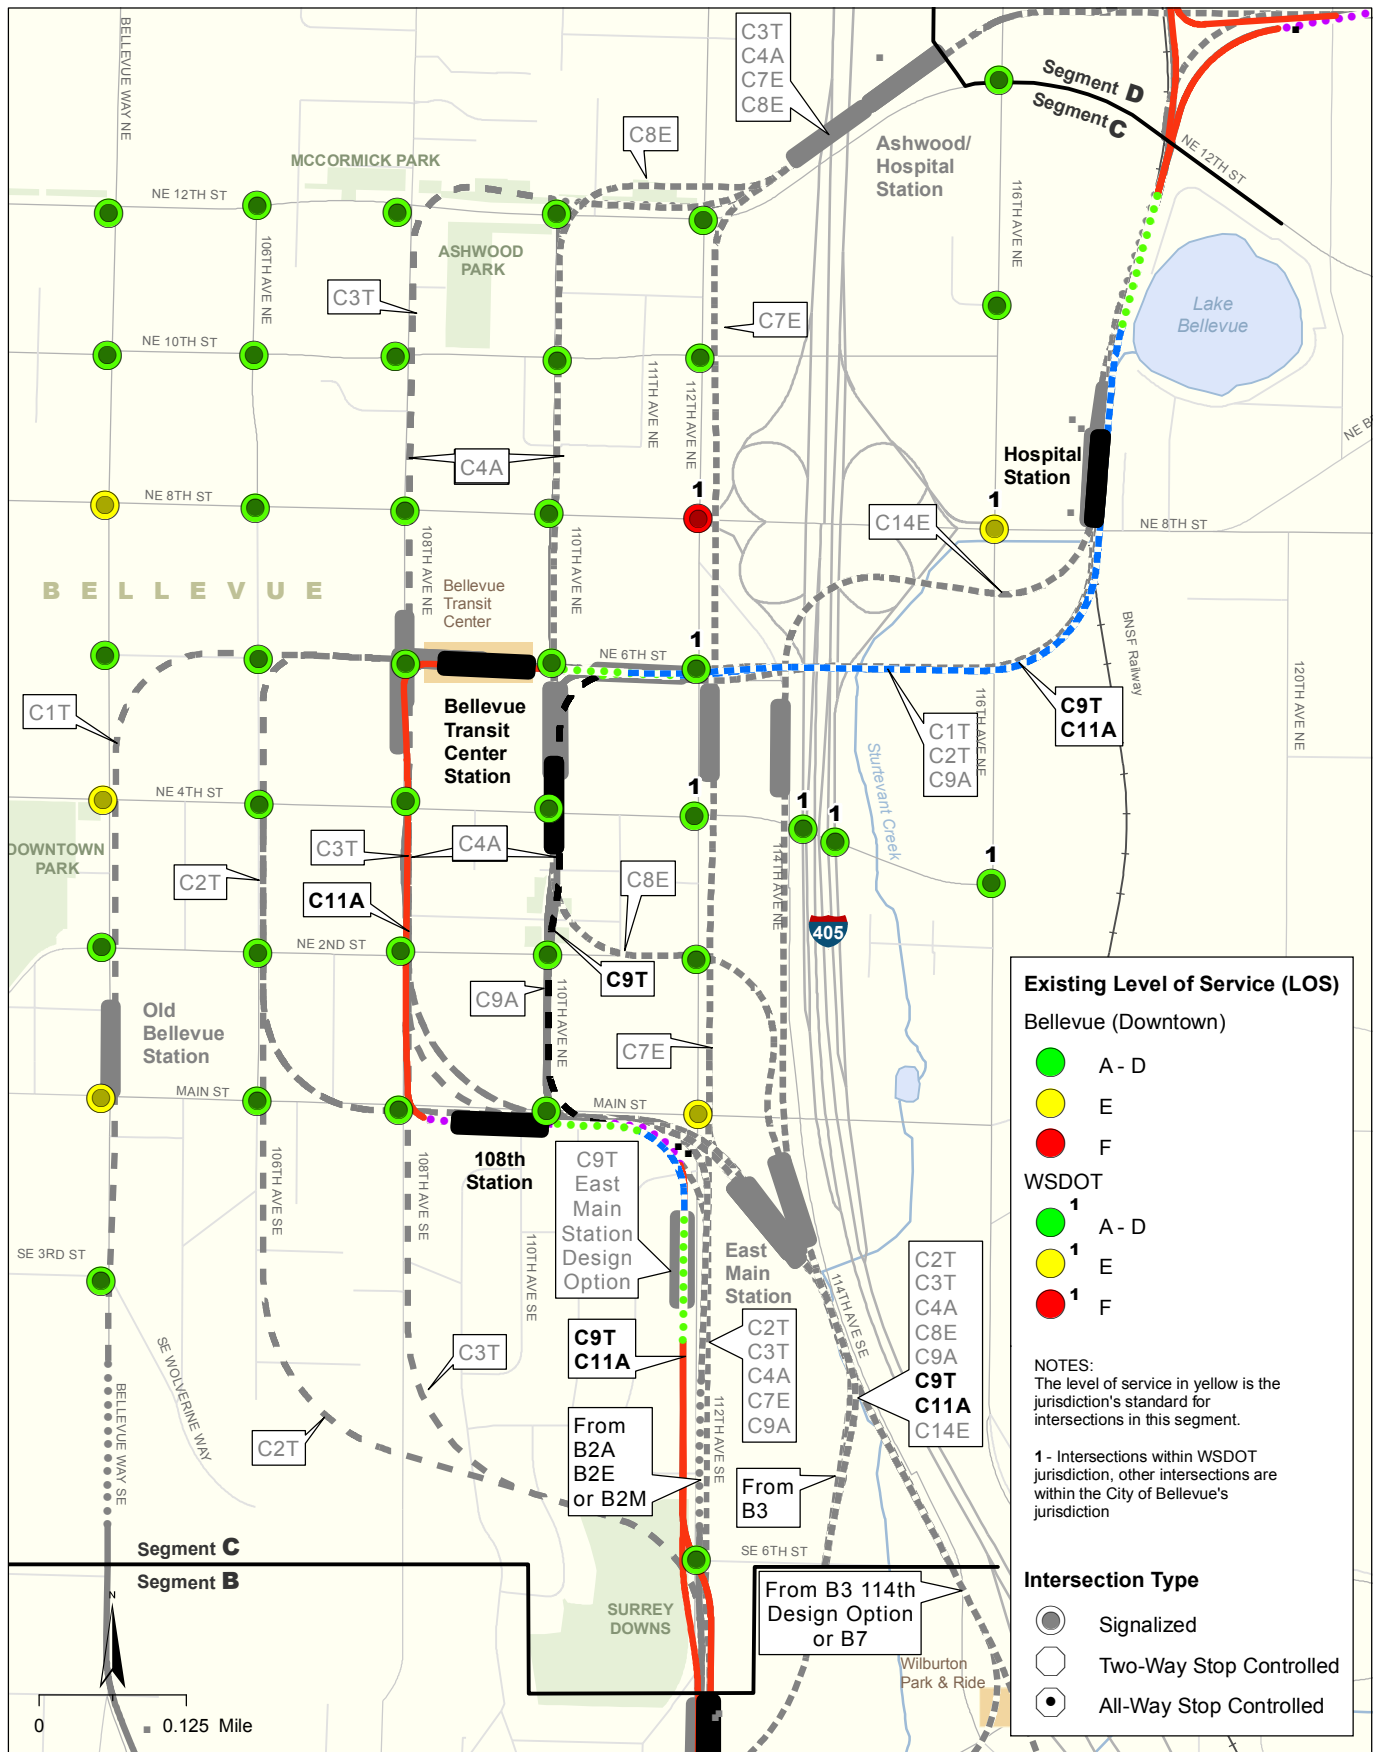 BELLEVUE WAY NE
C3T
C4A
C7E
C8E
Segment D
Segment C
NE 12TH ST
C8E
MCCORMICK PARK
Ashwood/
Hospital
Station
NE 12TH ST
116TH AVE NE
106TH AVE NE
ASHWOOD
PARK
C3T
C7E
Lake
Bellevue
NE 10TH ST
111TH AVE NE
112TH AVE NE
C4A
Hospital
Station
NE 8TH ST
1
C14E
1
NE 8TH ST
108TH AVE NE
110TH AVE NE
BELLEVUE
Bellevue
Transit
Center
NE 6TH ST
1
BNSF Railway
120TH AVE NE
C1T
Bellevue
Transit
Center
Station
C1T
C2T
C9A
116TH AVE NE
C9T
C11A
Sturtevant Creek
NE 4TH ST
1
1
1
1
DOWNTOWN
PARK
C3T
C4A
C2T
C8E
114TH AVE NE
C11A
405
NE 2ND ST
C9T
C9A
110TH AVE NE
Old
Bellevue
Station
C7E
MAIN ST
MAIN ST
108th
Station
C9T
East
Main
Station
Design
Option
106TH AVE SE
108TH AVE SE
110TH AVE SE
SE 3RD ST
East
Main
Station
114TH AVE SE
C2T
C3T
C4A
C8E
C9A
C9T
C11A
C14E
C9T
C11A
C2T
C3T
C4A
C7E
C9A
C3T
SE WOLVERINE WAY
BELLEVUE WAY SE
112TH AVE SE
C2T
From
B2A
B2E
or B2M
From
B3
Segment C
Segment B
SE 6TH ST
From B3 114th
Design Option
or B7
SURREY
DOWNS
Wilburton
Park & Ride
N
0
0.125 Mile
Existing Level of Service (LOS)
Bellevue (Downtown)
A - D
E
F
WSDOT
1
A - D
1
E
1
F
NOTES:
The level of service in yellow is the
jurisdiction's standard for
intersections in this segment.
1 - Intersections within WSDOT
jurisdiction, other intersections are
within the City of Bellevue's
jurisdiction
Intersection Type
Signalized
Two-Way Stop Controlled
All-Way Stop Controlled